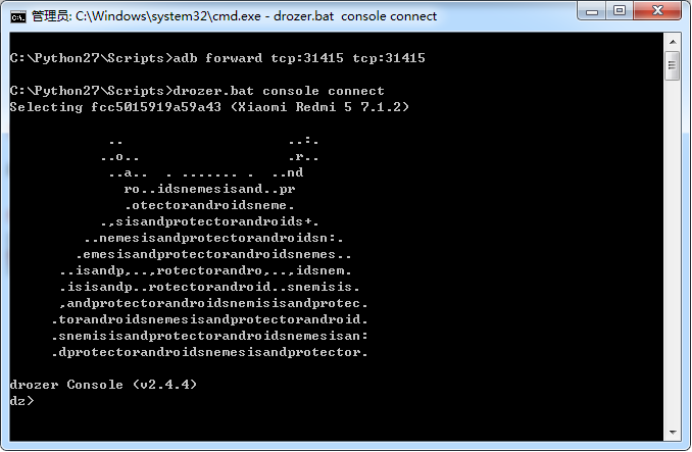 管理员: C:\Windows\system32\cmd.exe - drozer.bat  console connect
C:\Python27\Scripts>adb forward tcp:31415 tcp:31415
C:\Python27\Scripts>drozer.bat console connect
Selecting fcc5015919a59a43 (Xiaomi Redmi 5 7.1.2)
            ..                    ..:.
           ..o..                  .r..
            ..a..  . ....... .  ..nd
              ro..idsnemesisand..pr
              .otectorandroidsneme.
           .,sisandprotectorandroids+.
         ..nemesisandprotectorandroidsn:.
        .emesisandprotectorandroidsnemes..
      ..isandp,..,rotectorandro,..,idsnem.
      .isisandp..rotectorandroid..snemisis.
      ,andprotectorandroidsnemisisandprotec.
     .torandroidsnemesisandprotectorandroid.
     .snemisisandprotectorandroidsnemesisan:
     .dprotectorandroidsnemesisandprotector.
drozer Console (v2.4.4)
dz>